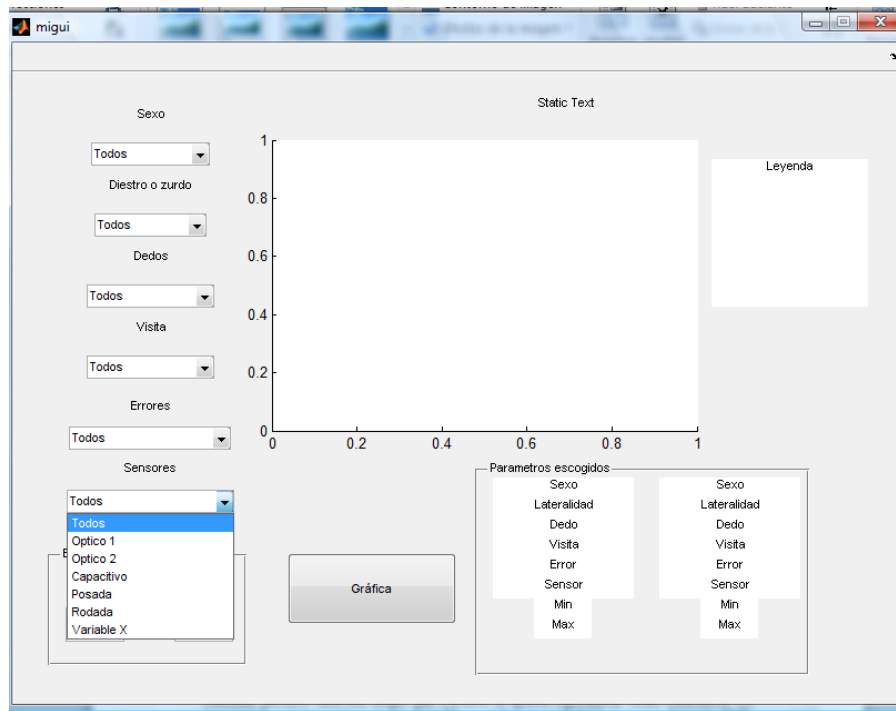 migui
Sexo
Static Text
Todos
Leyenda
Diestro o zurdo
Todos
Dedos
Todos
Visita
Todos
Errores
Todos
Sensores
Todos
Todos
Optico 1
Optico 2
Capacitivo
Posada
Rodada
Variable X
1
0.8
0.6
0.4
0.2
0
0 0.2 0.4 0.6 0.8 1
Gráfica
Parametros escogidos
Sexo Sexo
Lateralidad Lateralidad
Dedo Dedo
Visita Visita
Error Error
Sensor Sensor
Min Min
Max Max